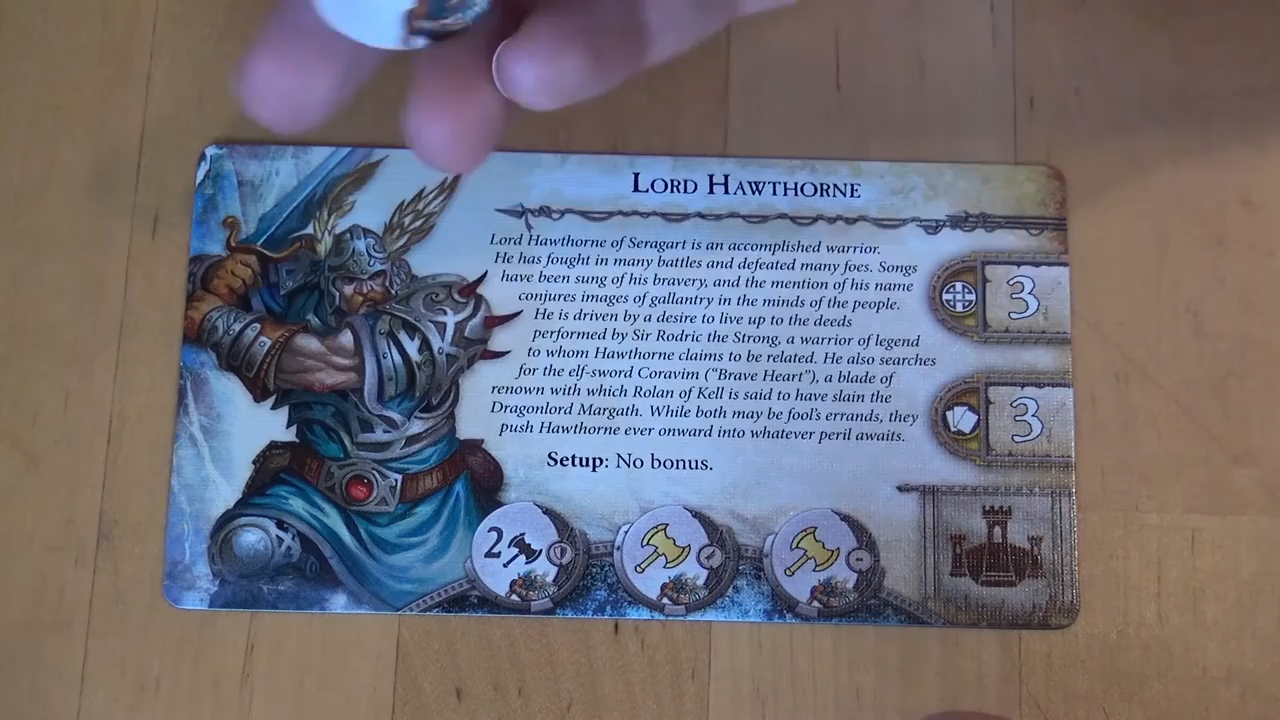 LORD HAWTHORNE
Lord Hawthorne of Seragart is an accomplished warrior.
He has fought in many battles and defeated many foes. Songs
have been sung of his bravery, and the mention of his name
conjures images of gallantry in the minds of the people.
He is driven by a desire to live up to the deeds
performed by Sir Rodric the Strong, a warrior of legend
to whom Hawthorne claims to be related. He also searches
for the elf-sword Coravim (“Brave Heart”), a blade of
renown with which Rolan of Kell is said to have slain the
Dragonlord Margath. While both may be fool's errands, they
push Hawthorne ever onward into whatever peril awaits.
Setup: No bonus.
3
3
2